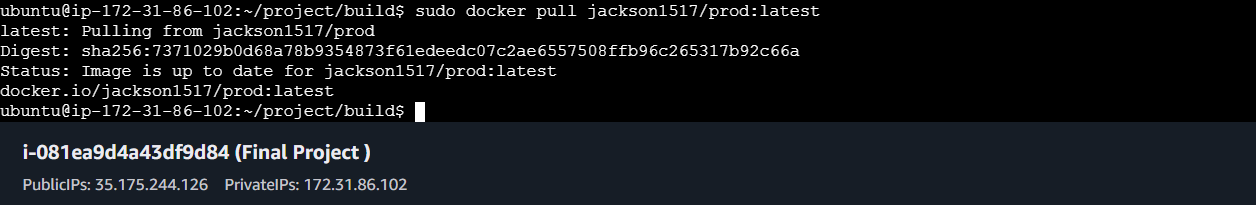 ubuntu@ip-172-31-86-102:~/project/build$ sudo docker pull jackson1517/prod:latest
latest: Pulling from jackson1517/prod
Digest: sha256:7371029b0d68a78b9354873f61edeedc07c2ae6557508ffb96c265317b92c66a
Status: Image is up to date for jackson1517/prod:latest
docker.io/jackson1517/prod:latest
ubuntu@ip-172-31-86-102:~/project/build$
i-081ea9d4a43df9d84 (Final Project )
PublicIPs: 35.175.244.126 PrivateIPs: 172.31.86.102